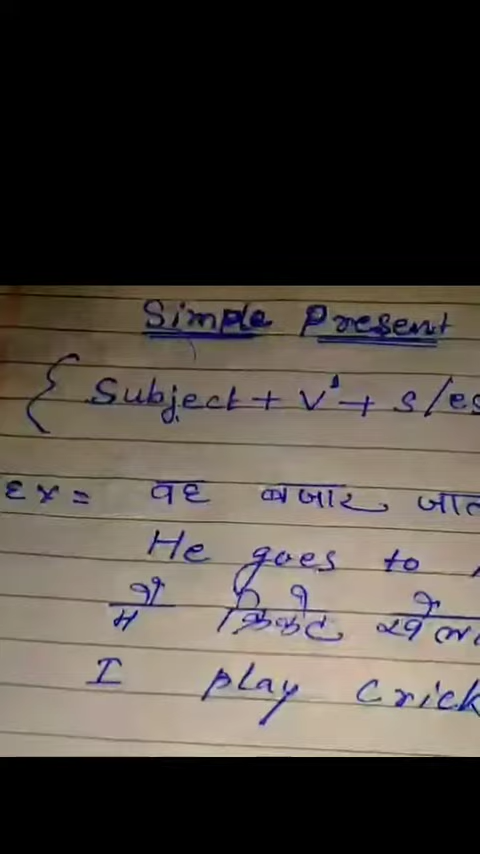 Simple Present
{ Subject + V¹ + s/es
Ex = वह बजार जात
He goes to
मैं क्रिकेट खेल
I play Crick